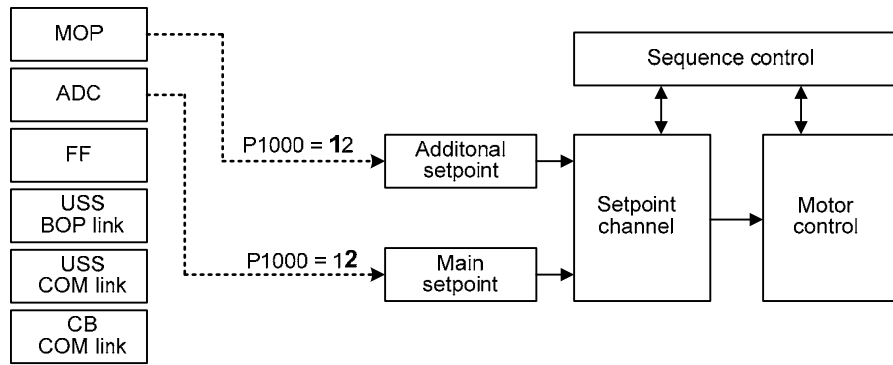 MOP
ADC
FF
USS
BOP link
USS
COM link
CB
COM link
P1000 = 12
P1000 = 12
Additonal
setpoint
Main
setpoint
Sequence control
Setpoint
channel
Motor
control